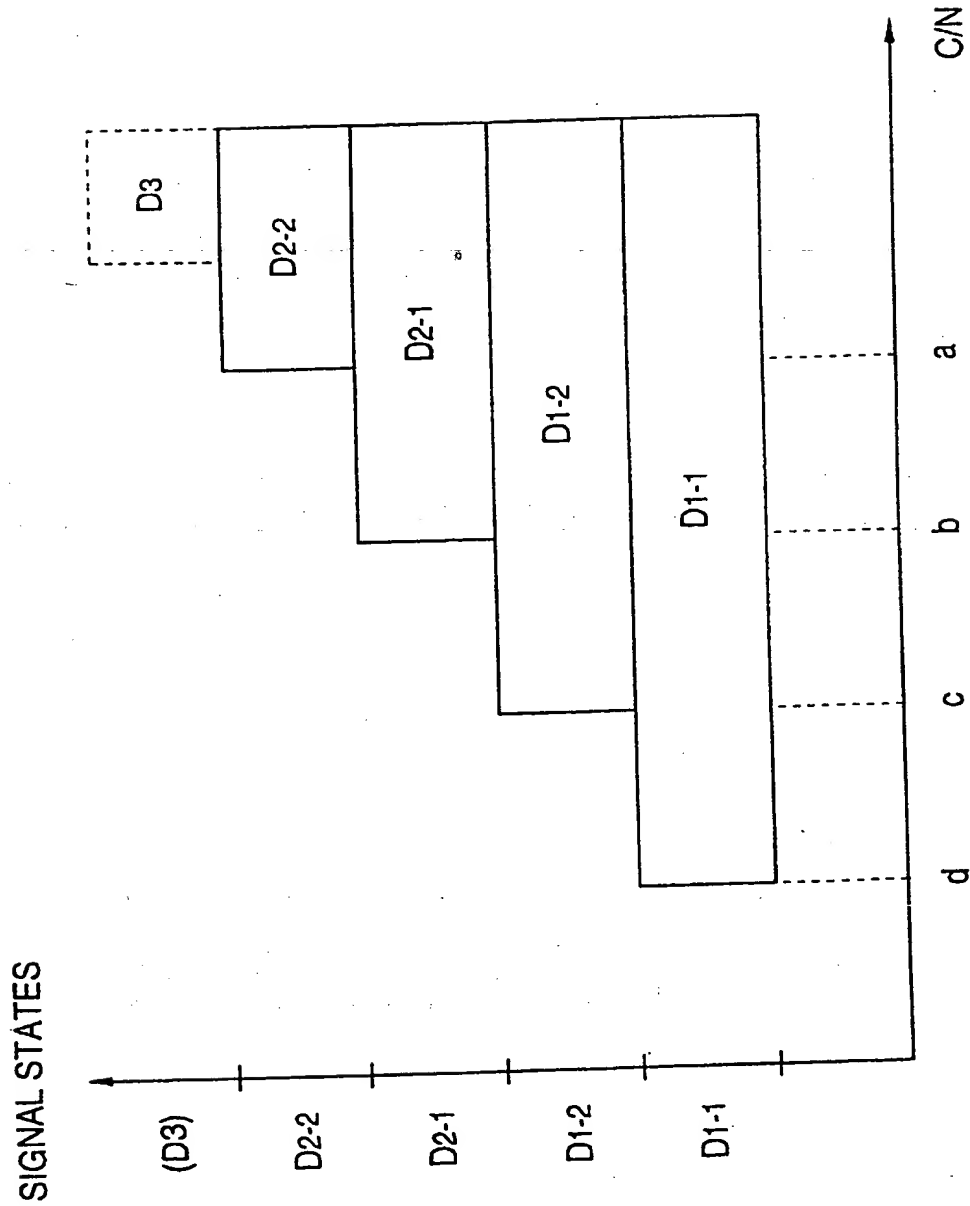 SIGNAL STATES
(D3)
D2-2
D2-1
D1-2
D1-1
D3
D2-2
D2-1
D1-2
D1-1
d
c
b
a
C/N